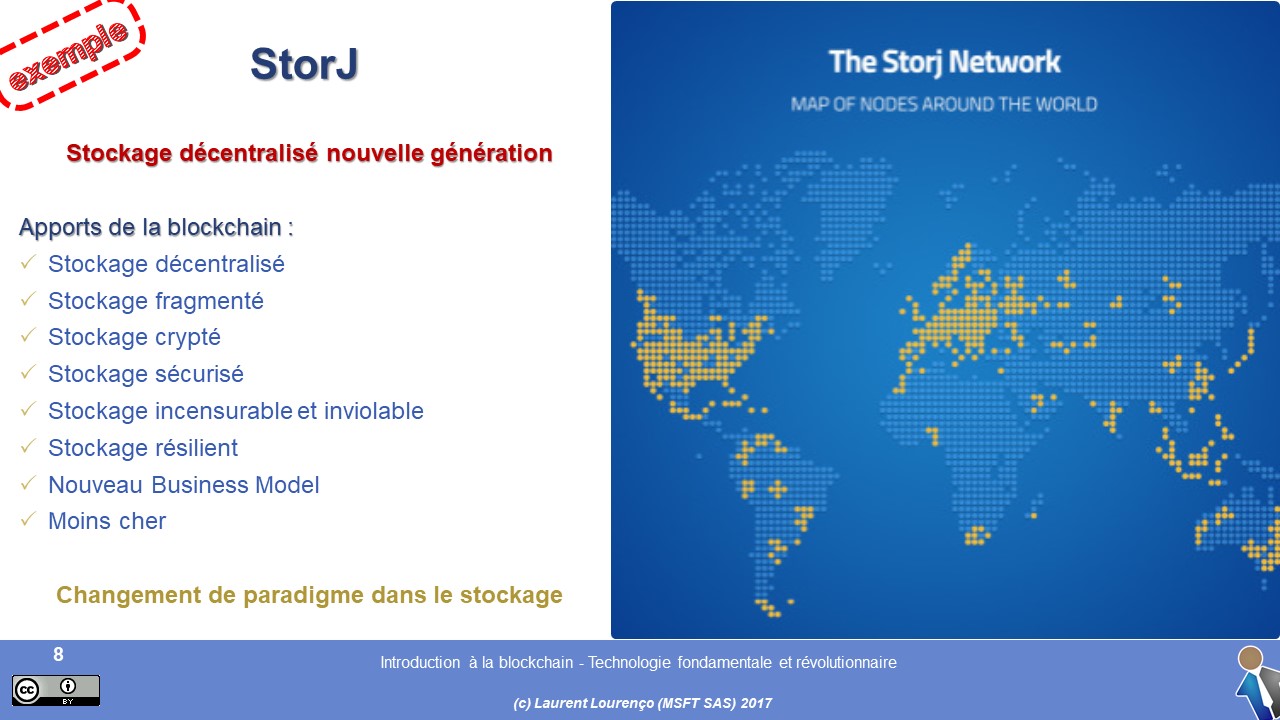 exemple
StorJ
Stockage décentralisé nouvelle génération
Apports de la blockchain :
Stockage décentralisé
Stockage fragmenté
Stockage crypté
Stockage sécurisé
Stockage incensurable et inviolable
Stockage résilient
Nouveau Business Model
Moins cher
Changement de paradigme dans le stockage
The Storj Network
MAP OF NODES AROUND THE WORLD
8
Introduction à la blockchain - Technologie fondamentale et révolutionnaire
cc BY
(c) Laurent Lourenço (MSFT SAS) 2017